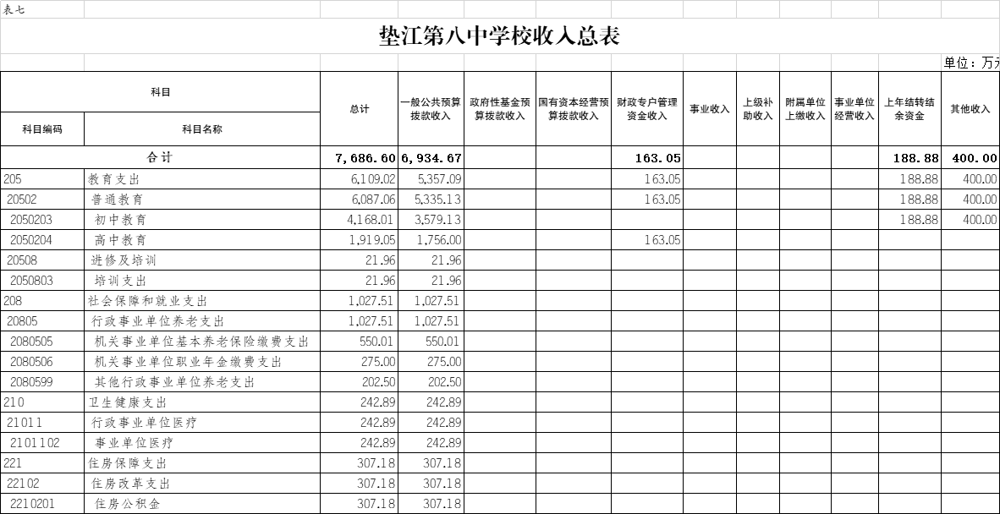 表七
垫江第八中学校收入总表
单位：万元
科目 总计 一般公共预算拨款收入 政府性基金预算拨款收入 国有资本经营预算拨款收入 财政专户管理资金收入 事业收入 上级补助收入 附属单位上缴收入 事业单位经营收入 上年结转结余资金 其他收入
科目编码 科目名称
合计 7,686.60 6,934.67 163.05 188.88 400.00
205 教育支出 6,109.02 5,357.09 163.05 188.88 400.00
20502 普通教育 6,087.06 5,335.13 163.05 188.88 400.00
2050203 初中教育 4,168.01 3,579.13 188.88 400.00
2050204 高中教育 1,919.05 1,756.00 163.05
20508 进修及培训 21.96 21.96
2050803 培训支出 21.96 21.96
208 社会保障和就业支出 1,027.51 1,027.51
20805 行政事业单位养老支出 1,027.51 1,027.51
2080505 机关事业单位基本养老保险缴费支出 550.01 550.01
2080506 机关事业单位职业年金缴费支出 275.00 275.00
2080599 其他行政事业单位养老支出 202.50 202.50
210 卫生健康支出 242.89 242.89
21011 行政事业单位医疗 242.89 242.89
2101102 事业单位医疗 242.89 242.89
221 住房保障支出 307.18 307.18
22102 住房改革支出 307.18 307.18
2210201 住房公积金 307.18 307.18